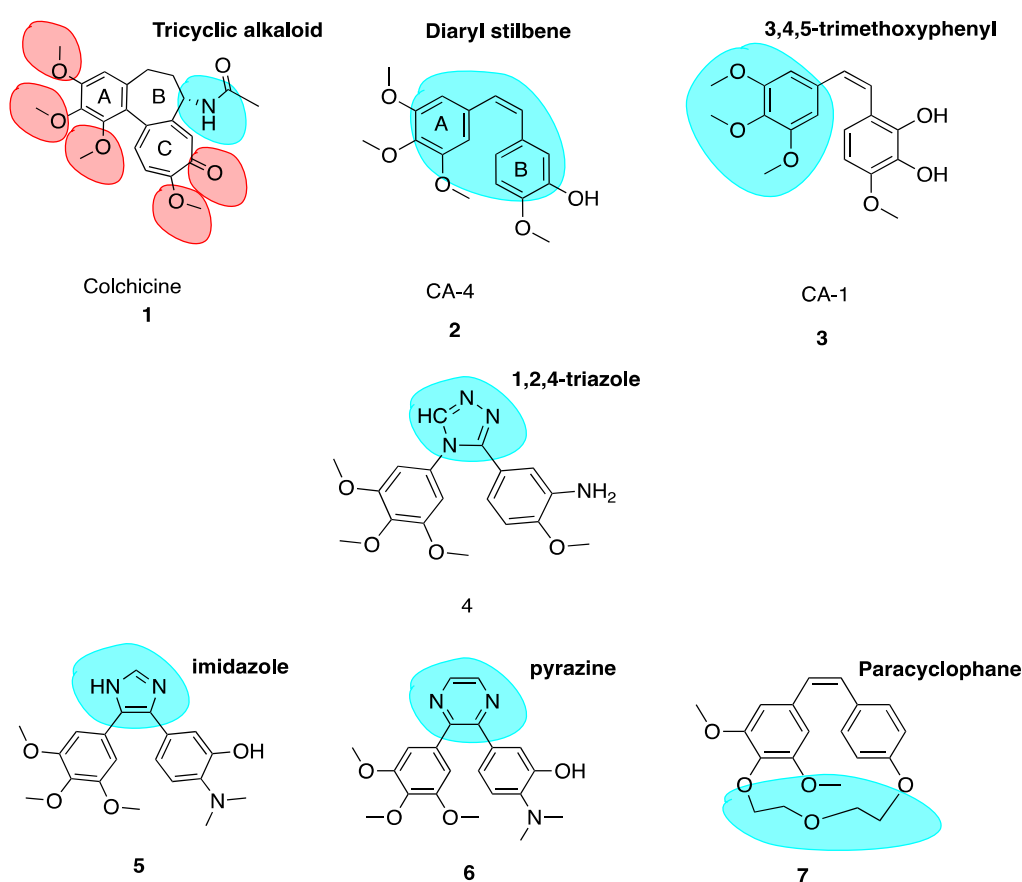 Tricyclic alkaloid
Diaryl stilbene
3,4,5-trimethoxyphenyl
O
O
A
B
N
H
O
O
C
O
O
Colchicine
1
O
O
A
O
B
OH
O
CA-4
2
O
O
O
OH
OH
O
CA-1
3
1,2,4-triazole
N
HC
N
N
O
O
O
NH2
O
4
imidazole
HN
N
O
O
O
OH
N
5
pyrazine
N
N
O
O
O
OH
N
6
Paracyclophane
O
O
O
O
O
7